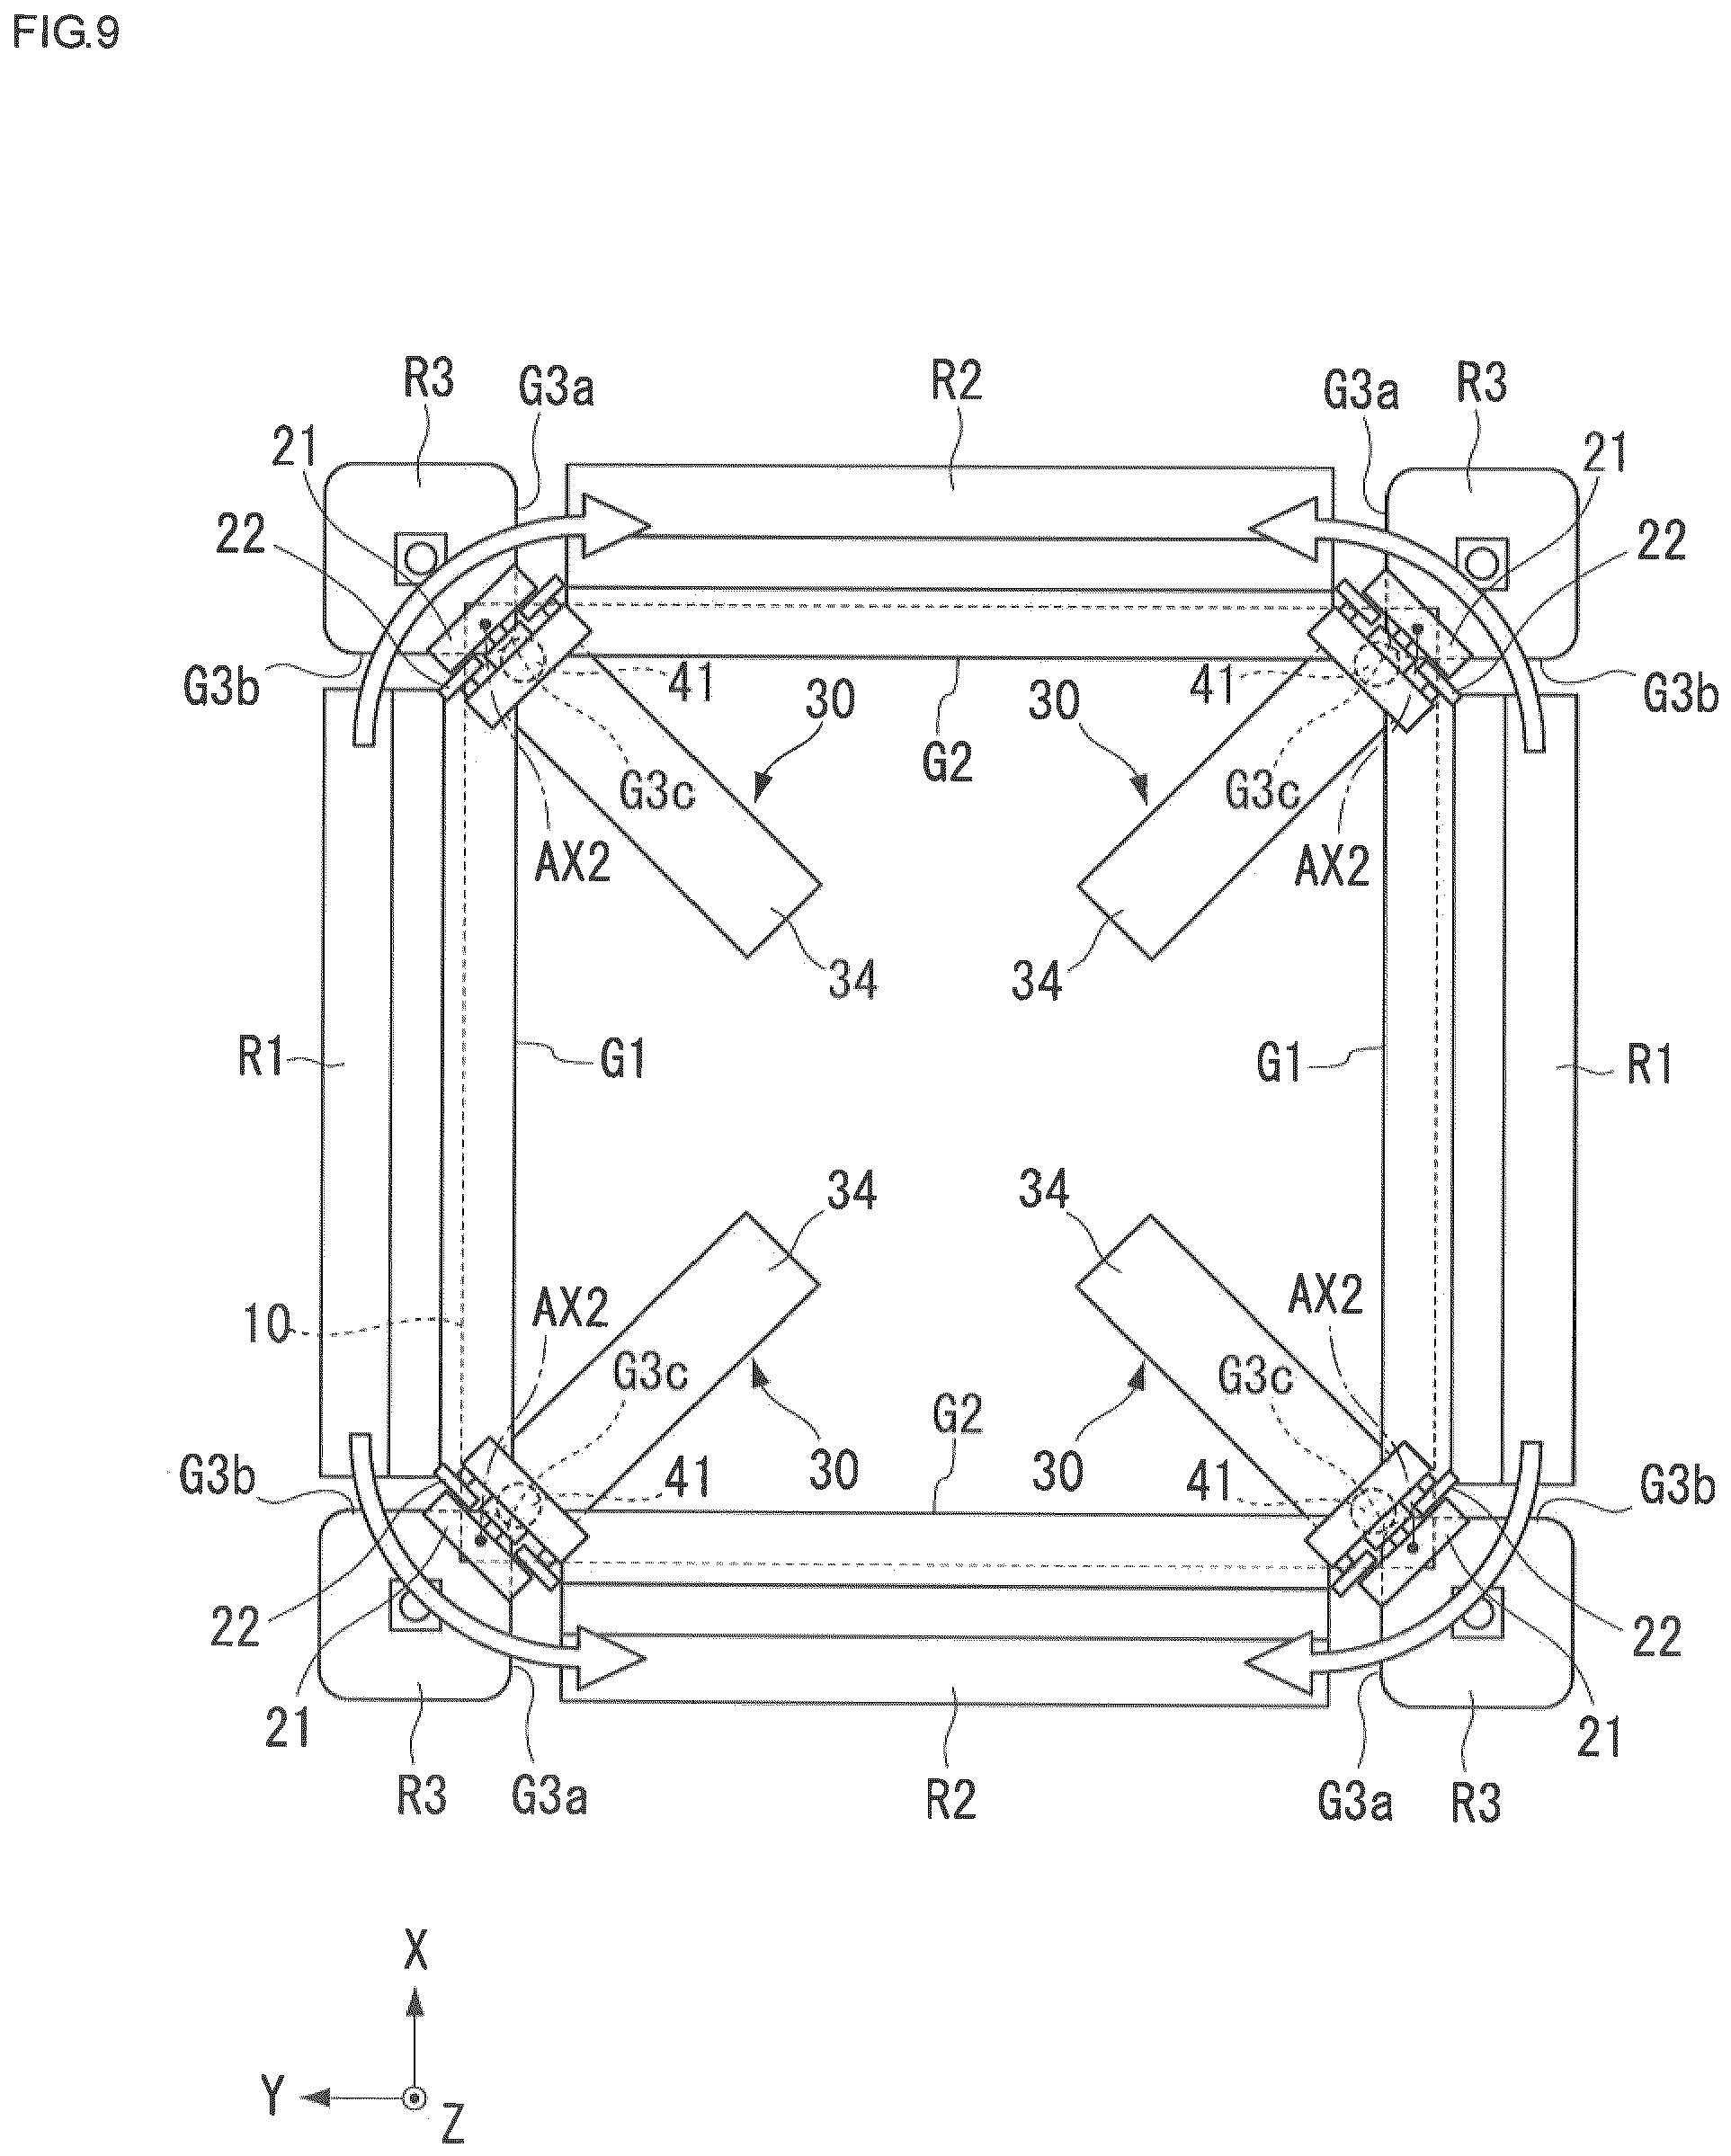 FIG.9
R3 G3a R2 G3a R3
21 21
22 22
G3b 41 30 30 41 G3b
G3c G2 G3c
AX2 AX2
34 34
R1 G1 G1 R1
34 34
10 AX2 AX2
G3c G3c
G3b 41 30 G2 30 41 G3b
22 22
21 21
R3 G3a R2 G3a R3
X
Y
Z